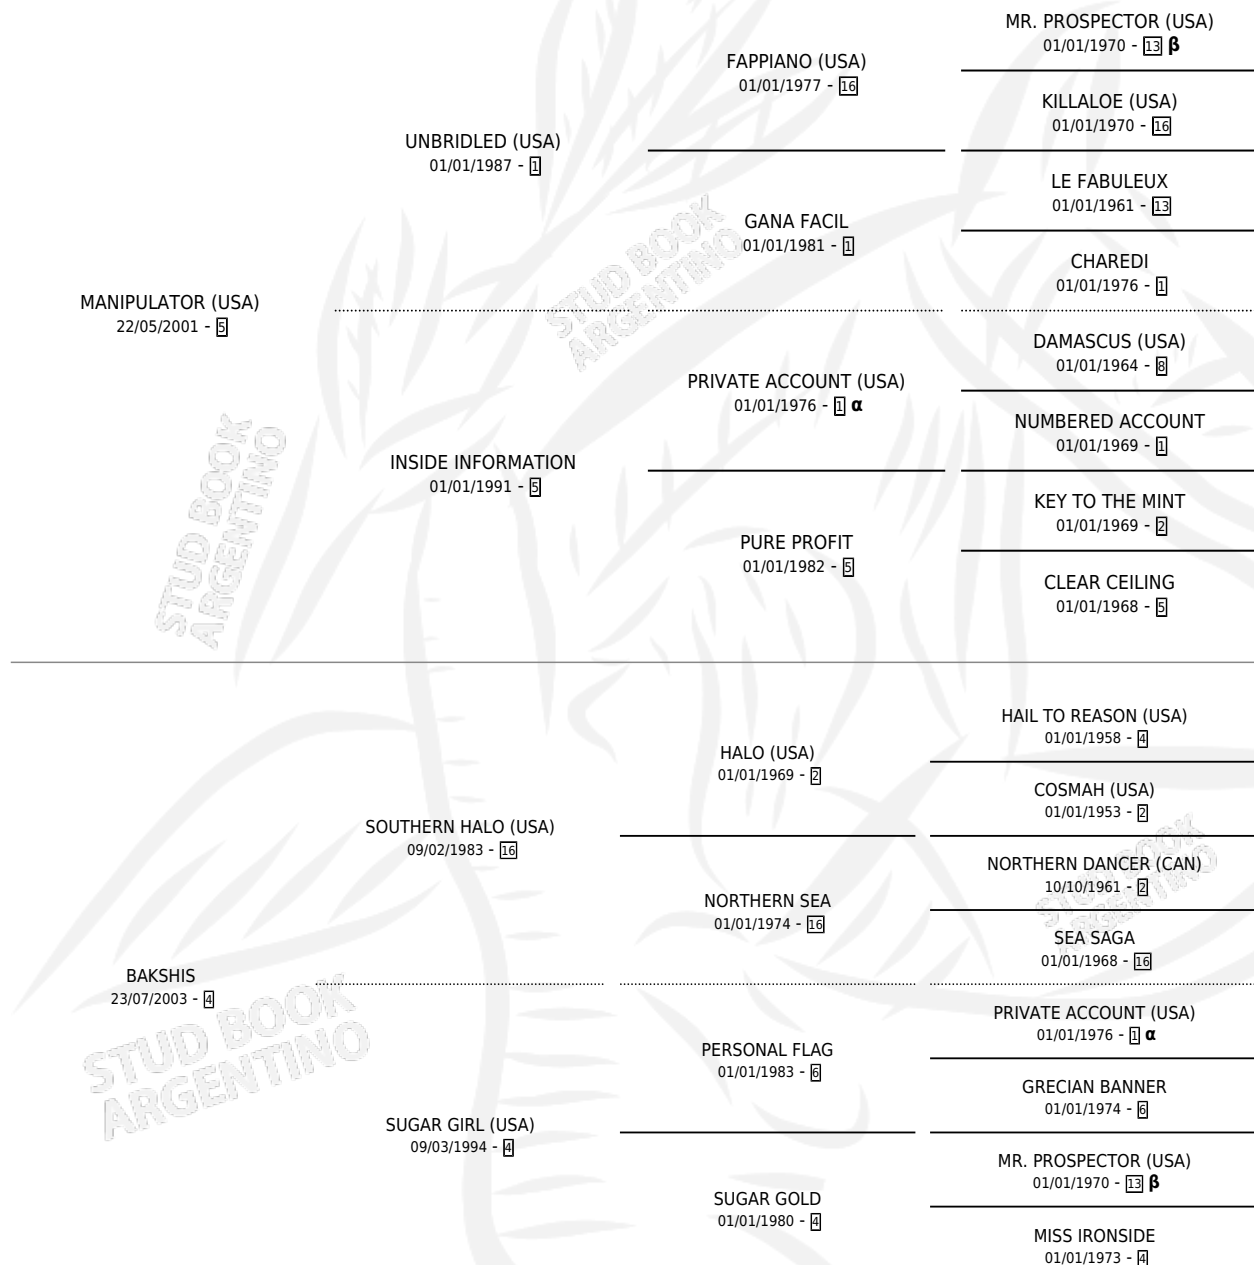 MR. PROSPECTOR (USA)
01/01/1970 - 13 β
FAPPIANO (USA)
01/01/1977 - 16
KILLALOE (USA)
01/01/1970 - 16
UNBRIDLED (USA)
01/01/1987 - 1
LE FABULEUX
01/01/1961 - 13
GANA FACIL
01/01/1981 - 1
CHAREDI
01/01/1976 - 1
MANIPULATOR (USA)
22/05/2001 - 5
DAMASCUS (USA)
01/01/1964 - 8
PRIVATE ACCOUNT (USA)
01/01/1976 - 1 α
NUMBERED ACCOUNT
01/01/1969 - 1
INSIDE INFORMATION
01/01/1991 - 5
KEY TO THE MINT
01/01/1969 - 2
PURE PROFIT
01/01/1982 - 5
CLEAR CEILING
01/01/1968 - 5
HAIL TO REASON (USA)
01/01/1958 - 4
HALO (USA)
01/01/1969 - 2
COSMAH (USA)
01/01/1953 - 2
SOUTHERN HALO (USA)
09/02/1983 - 16
NORTHERN DANCER (CAN)
10/10/1961 - 2
NORTHERN SEA
01/01/1974 - 16
SEA SAGA
01/01/1968 - 16
BAKSHIS
23/07/2003 - 4
PRIVATE ACCOUNT (USA)
01/01/1976 - 1 α
PERSONAL FLAG
01/01/1983 - 6
GRECIAN BANNER
01/01/1974 - 6
SUGAR GIRL (USA)
09/03/1994 - 4
MR. PROSPECTOR (USA)
01/01/1970 - 13 β
SUGAR GOLD
01/01/1980 - 4
MISS IRONSIDE
01/01/1973 - 4
STUD BOOK
ARGENTINO
STUD BOOK
ARGENTINO
STUD BOOK
ARGENTINO
STUD BOOK
ARGENTINO